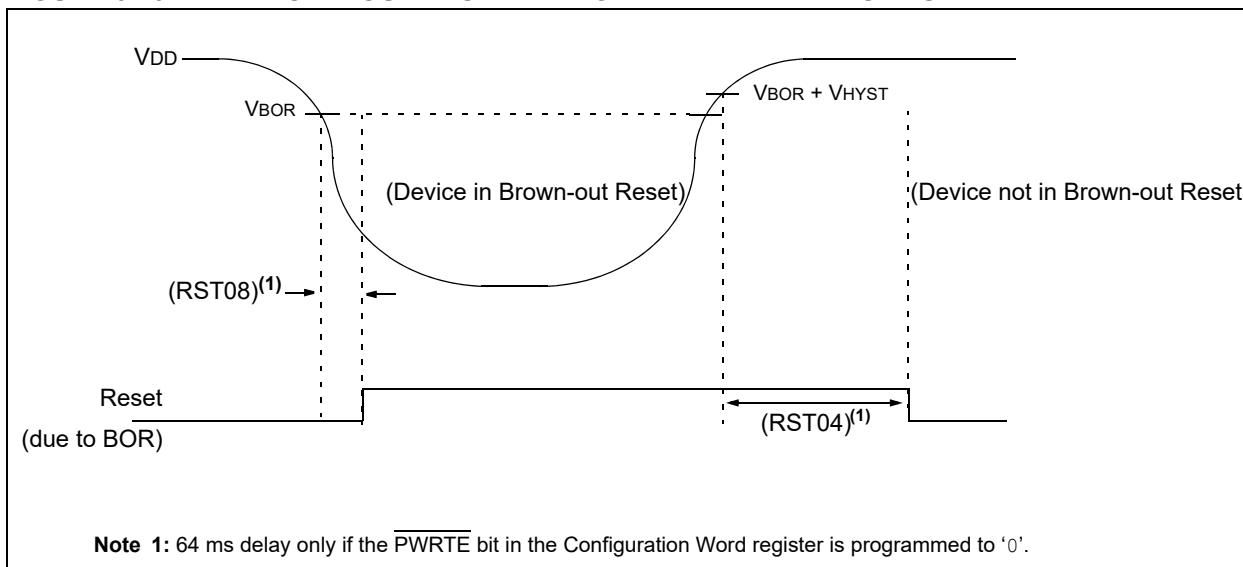 VDD
VBOR
VBOR + VHYST
(Device in Brown-out Reset)
(Device not in Brown-out Reset
(RST08)(1)
Reset
(due to BOR)
(RST04)(1)
Note 1: 64 ms delay only if the PWRTE bit in the Configuration Word register is programmed to ‘0’.